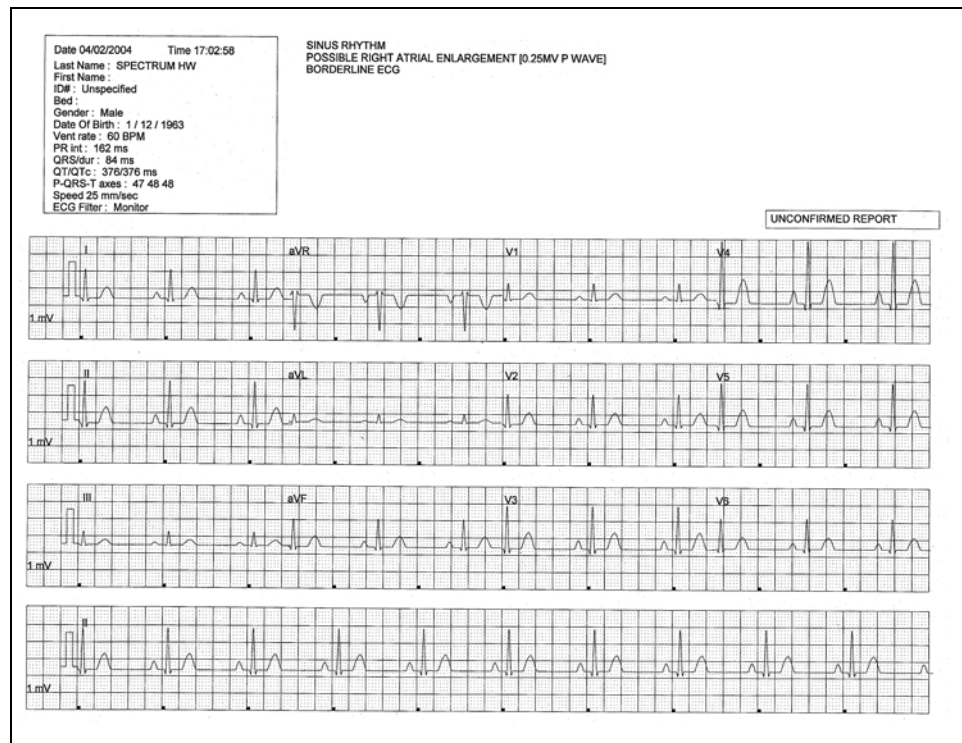 Date 04/02/2004 Time 17:02:58
Last Name : SPECTRUM HW
First Name :
ID# : Unspecified
Bed :
Gender : Male
Date Of Birth : 1 / 12 / 1963
Vent rate : 60 BPM
PR int : 162 ms
QRS/dur : 84 ms
QT/QTc : 376/376 ms
P-QRS-T axes : 47 48 48
Speed 25 mm/sec
ECG Filter : Monitor
SINUS RHYTHM
POSSIBLE RIGHT ATRIAL ENLARGEMENT [0.25MV P WAVE]
BORDERLINE ECG
UNCONFIRMED REPORT
I aVR V1 V4
1 mV
II aVL V2 V5
1 mV
III aVF V3 V6
1 mV
II
1 mV